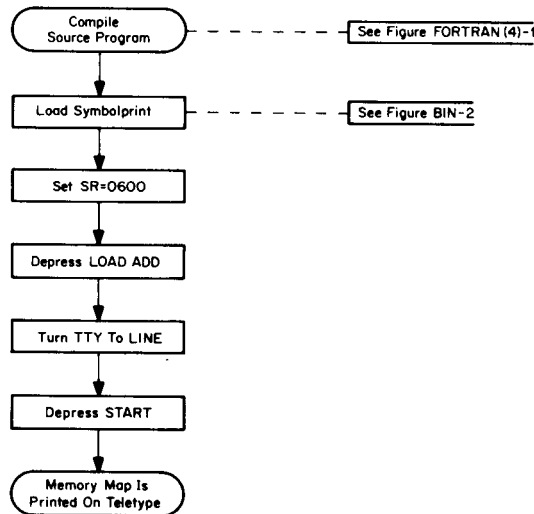 Compile
Source Program
See Figure FORTRAN (4)-1
Load Symbolprint
See Figure BIN-2
Set SR=0600
Depress LOAD ADD
Turn TTY To LINE
Depress START
Memory Map Is
Printed On Teletype